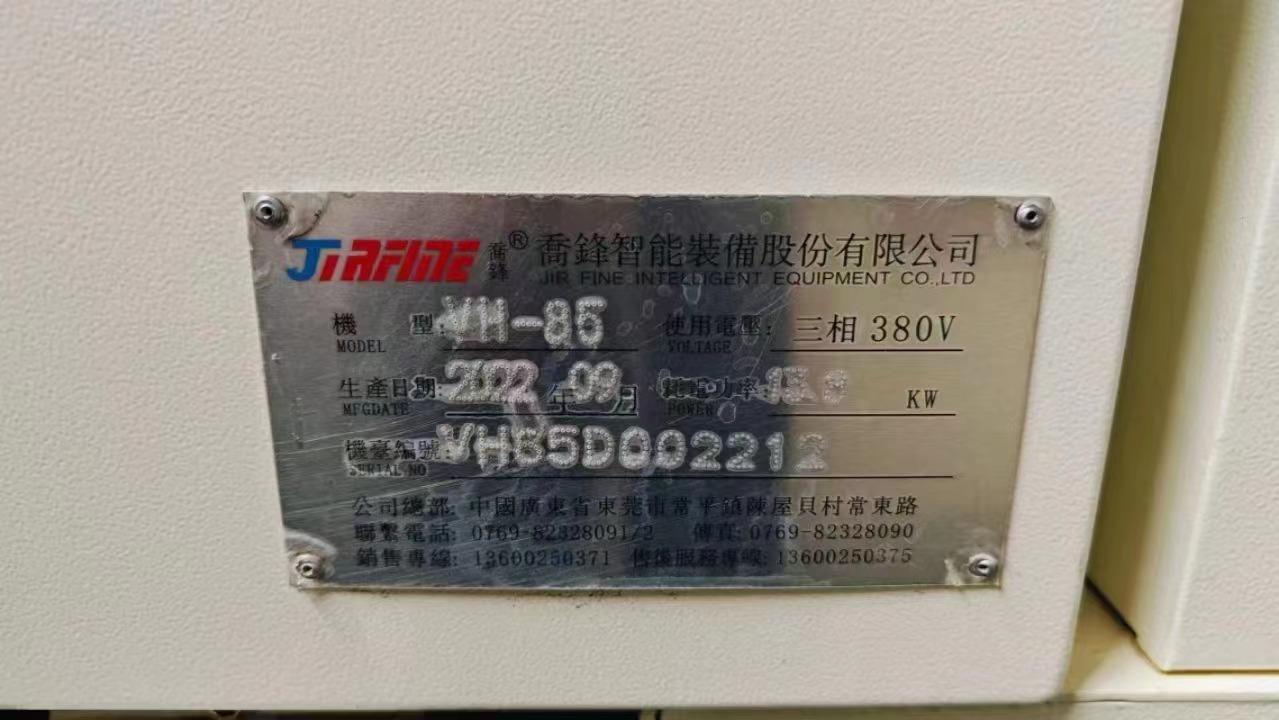 JIRFINE 喬鋒® 喬鋒智能裝備股份有限公司
JIR FINE INTELLIGENT EQUIPMENT CO.,LTD
機 型: VH-85 使用電壓: 三相 380V
MODEL VOLTAGE
生產日期: 2022 年 09 月 耗電功率: KW
MFGDATE POWER
機臺編號: VH85D002212
SERIAL NO
公司總部: 中國廣東省東莞市常平鎮陳屋貝村常東路
聯繫電話: 0769-82328091/2 傳真: 0769-82328090
銷售專線: 13600250371 售後服務專線: 13600250375